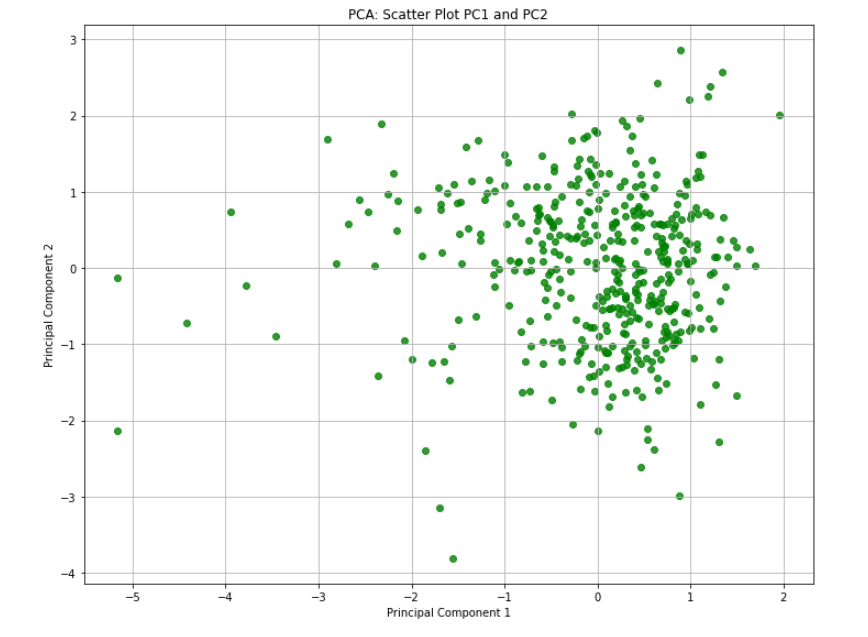 PCA: Scatter Plot PC1 and PC2
3
2
1
0
−1
−2
−3
−4
Principal Component 2
−5 −4 −3 −2 −1 0 1 2
Principal Component 1